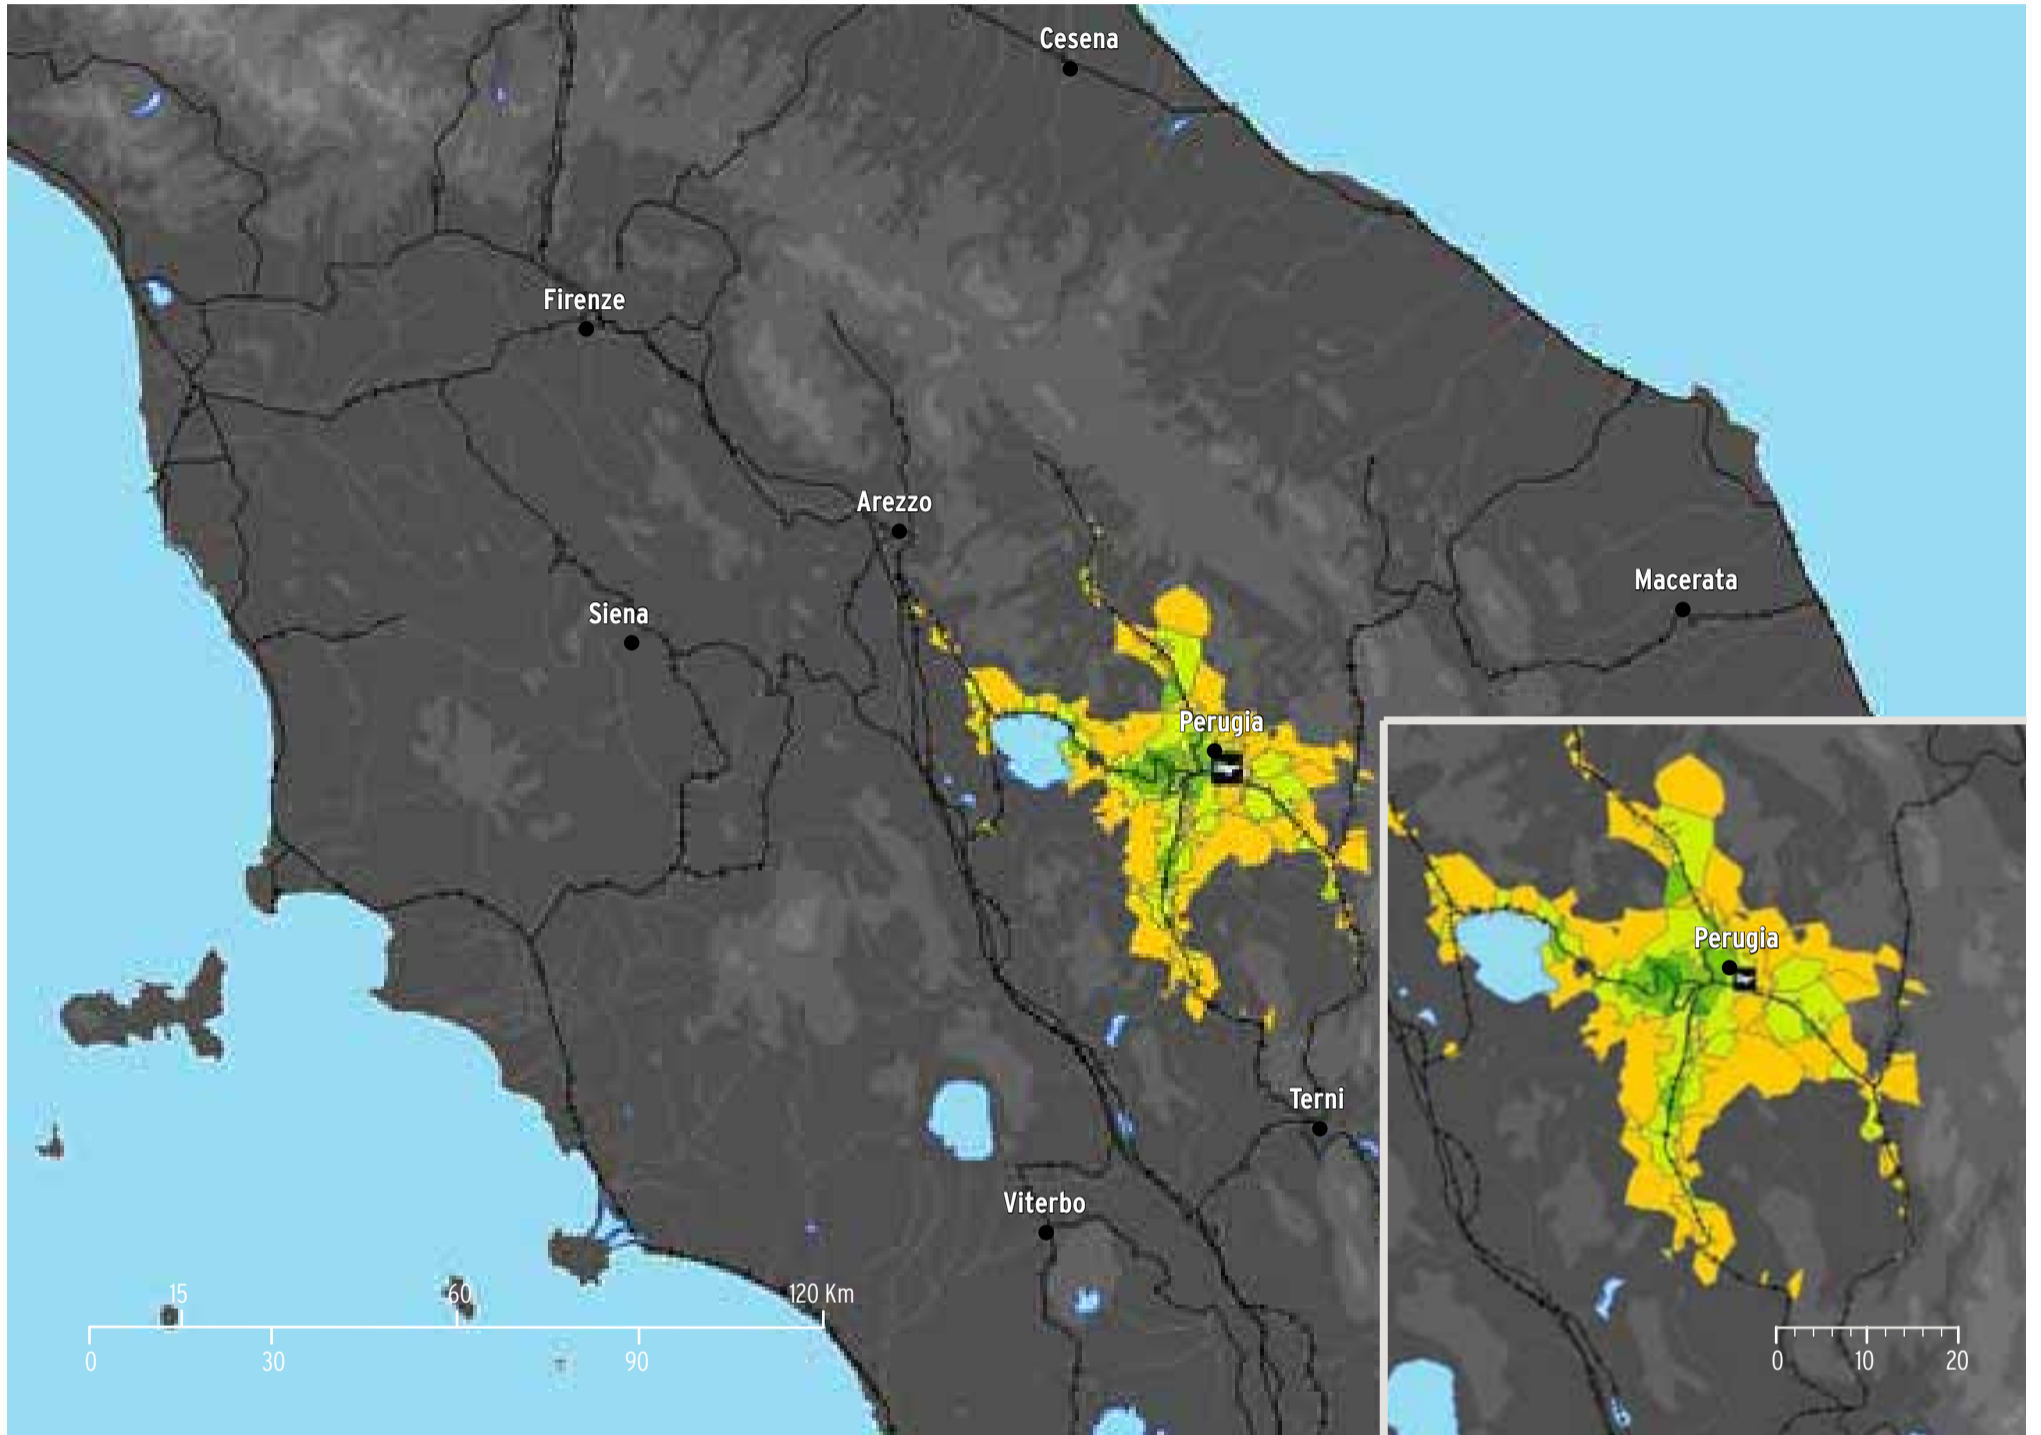 Cesena
Firenze
Arezzo
Macerata
Siena
Perugia
Perugia
Terni
Viterbo
15
60
120 Km
0
30
90
0
10
20